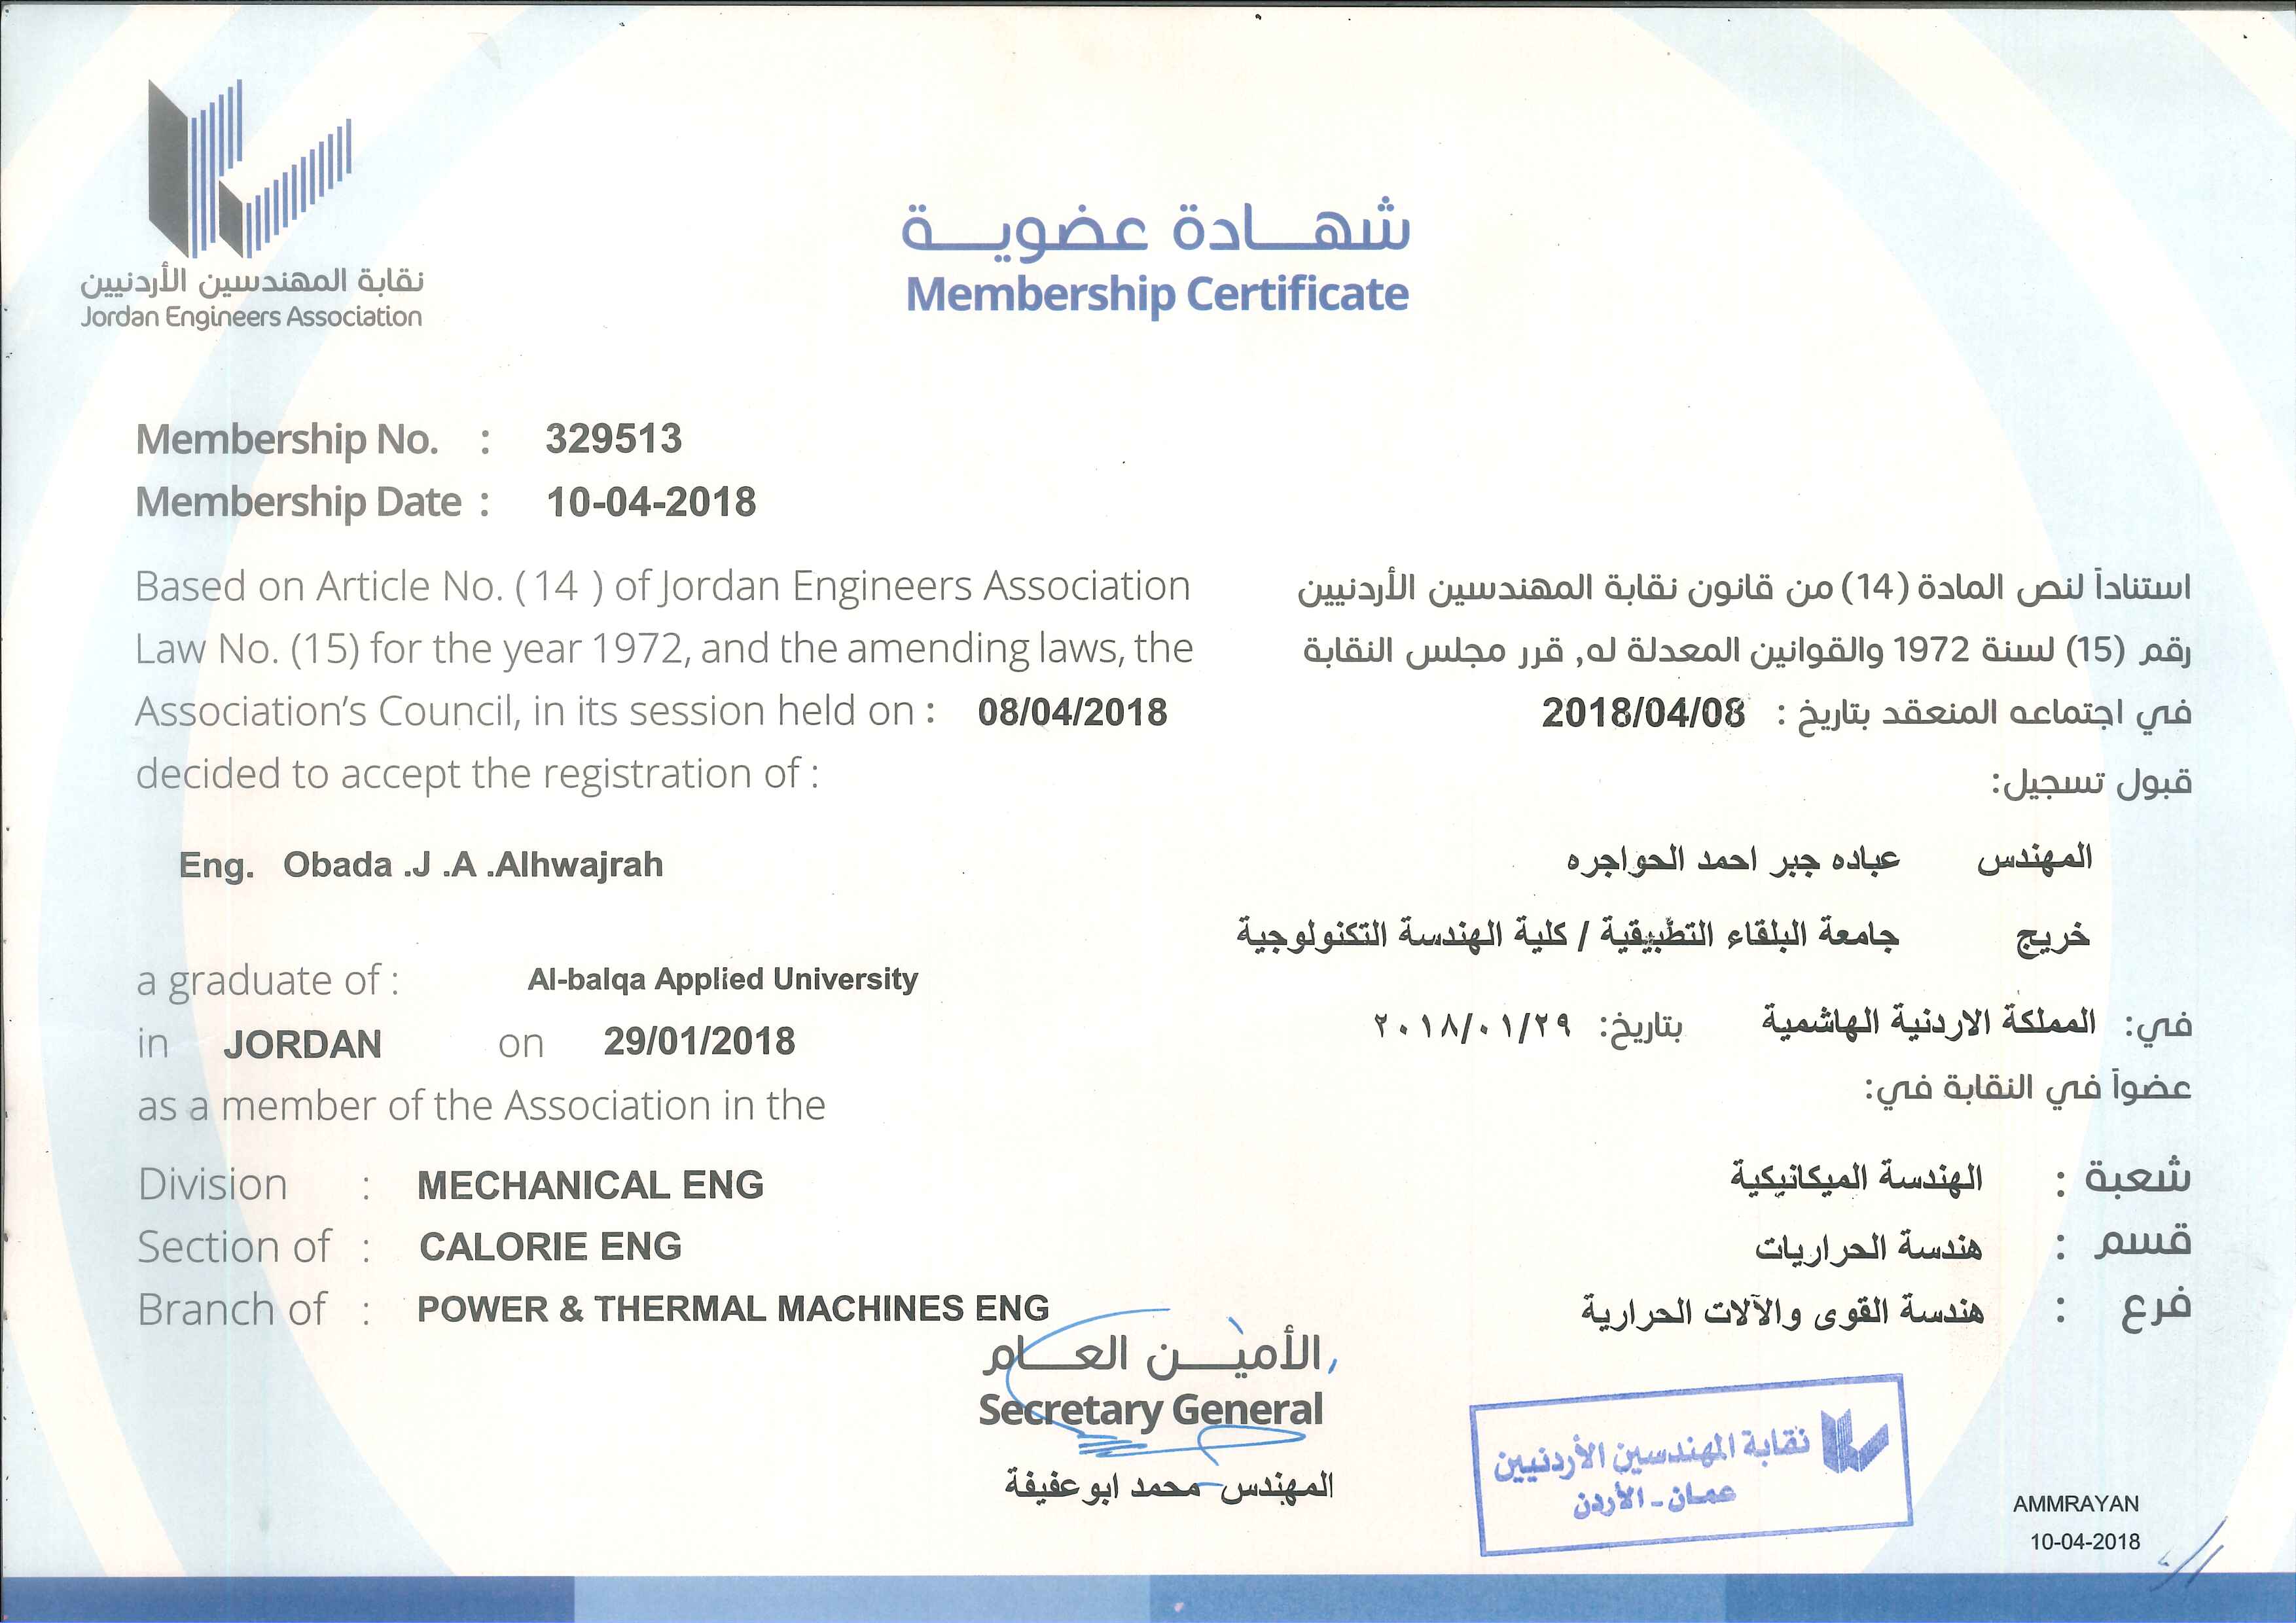 نقابة المهندسين الأردنيين
Jordan Engineers Association
شهادة عضوية
Membership Certificate
Membership No. : 329513
Membership Date : 10-04-2018
Based on Article No. (14 ) of Jordan Engineers Association
Law No. (15) for the year 1972, and the amending laws, the
Association's Council, in its session held on : 08/04/2018
decided to accept the registration of :
Eng. Obada .J .A .Alhwajrah
a graduate of : Al-balqa Applied University
in JORDAN on 29/01/2018
as a member of the Association in the
Division : MECHANICAL ENG
Section of : CALORIE ENG
Branch of : POWER & THERMAL MACHINES ENG
استناداً لنص المادة (14) من قانون نقابة المهندسين الأردنيين
رقم (15) لسنة 1972 والقوانين المعدلة له, قرر مجلس النقابة
في اجتماعه المنعقد بتاريخ : 2018/04/08
قبول تسجيل:
المهندس عباده جبر احمد الحواجره
خريج جامعة البلقاء التطبيقية / كلية الهندسة التكنولوجية
في: المملكة الاردنية الهاشمية بتاريخ: ٢٠١٨/٠١/٢٩
عضواً في النقابة في:
شعبة : الهندسة الميكانيكية
قسم : هندسة الحراريات
فرع : هندسة القوى والآلات الحرارية
الأمين العام
Secretary General
المهندس محمد ابو عفيفة
نقابة المهندسين الأردنيين
عمان - الأردن
AMMRAYAN
10-04-2018